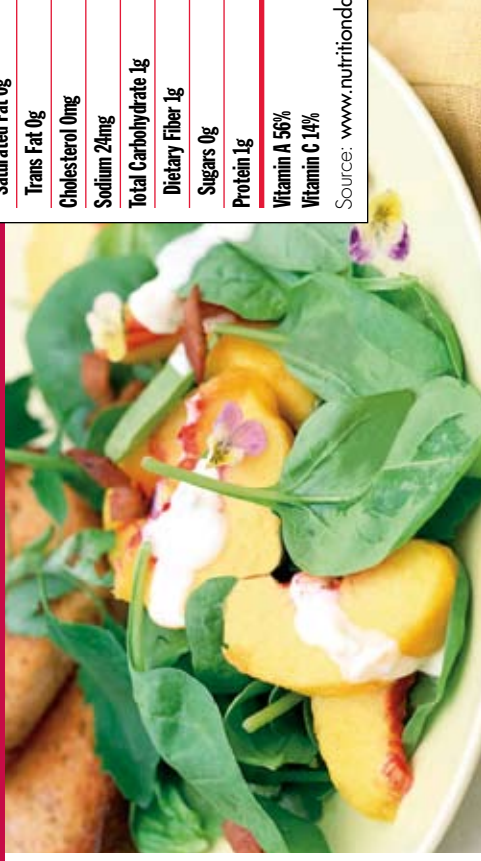 Saturated Fat 0g
Trans Fat 0g
Cholesterol 0mg
Sodium 24mg
Total Carbohydrate 1g
Dietary Fiber 1g
Sugars 0g
Protein 1g
Vitamin A 56%
Vitamin C 14%
Source: www.nutritiond